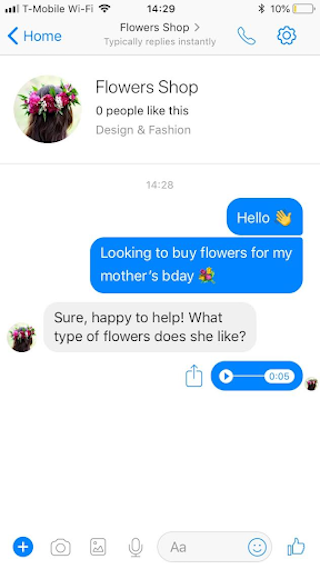 T-Mobile Wi-Fi 14:29 10%
Home Flowers Shop
Typically replies instantly
Flowers Shop
0 people like this
Design & Fashion
14:28
Hello 👋
Looking to buy flowers for my
mother's bday 💐
Sure, happy to help! What
type of flowers does she like?
0:05
Aa